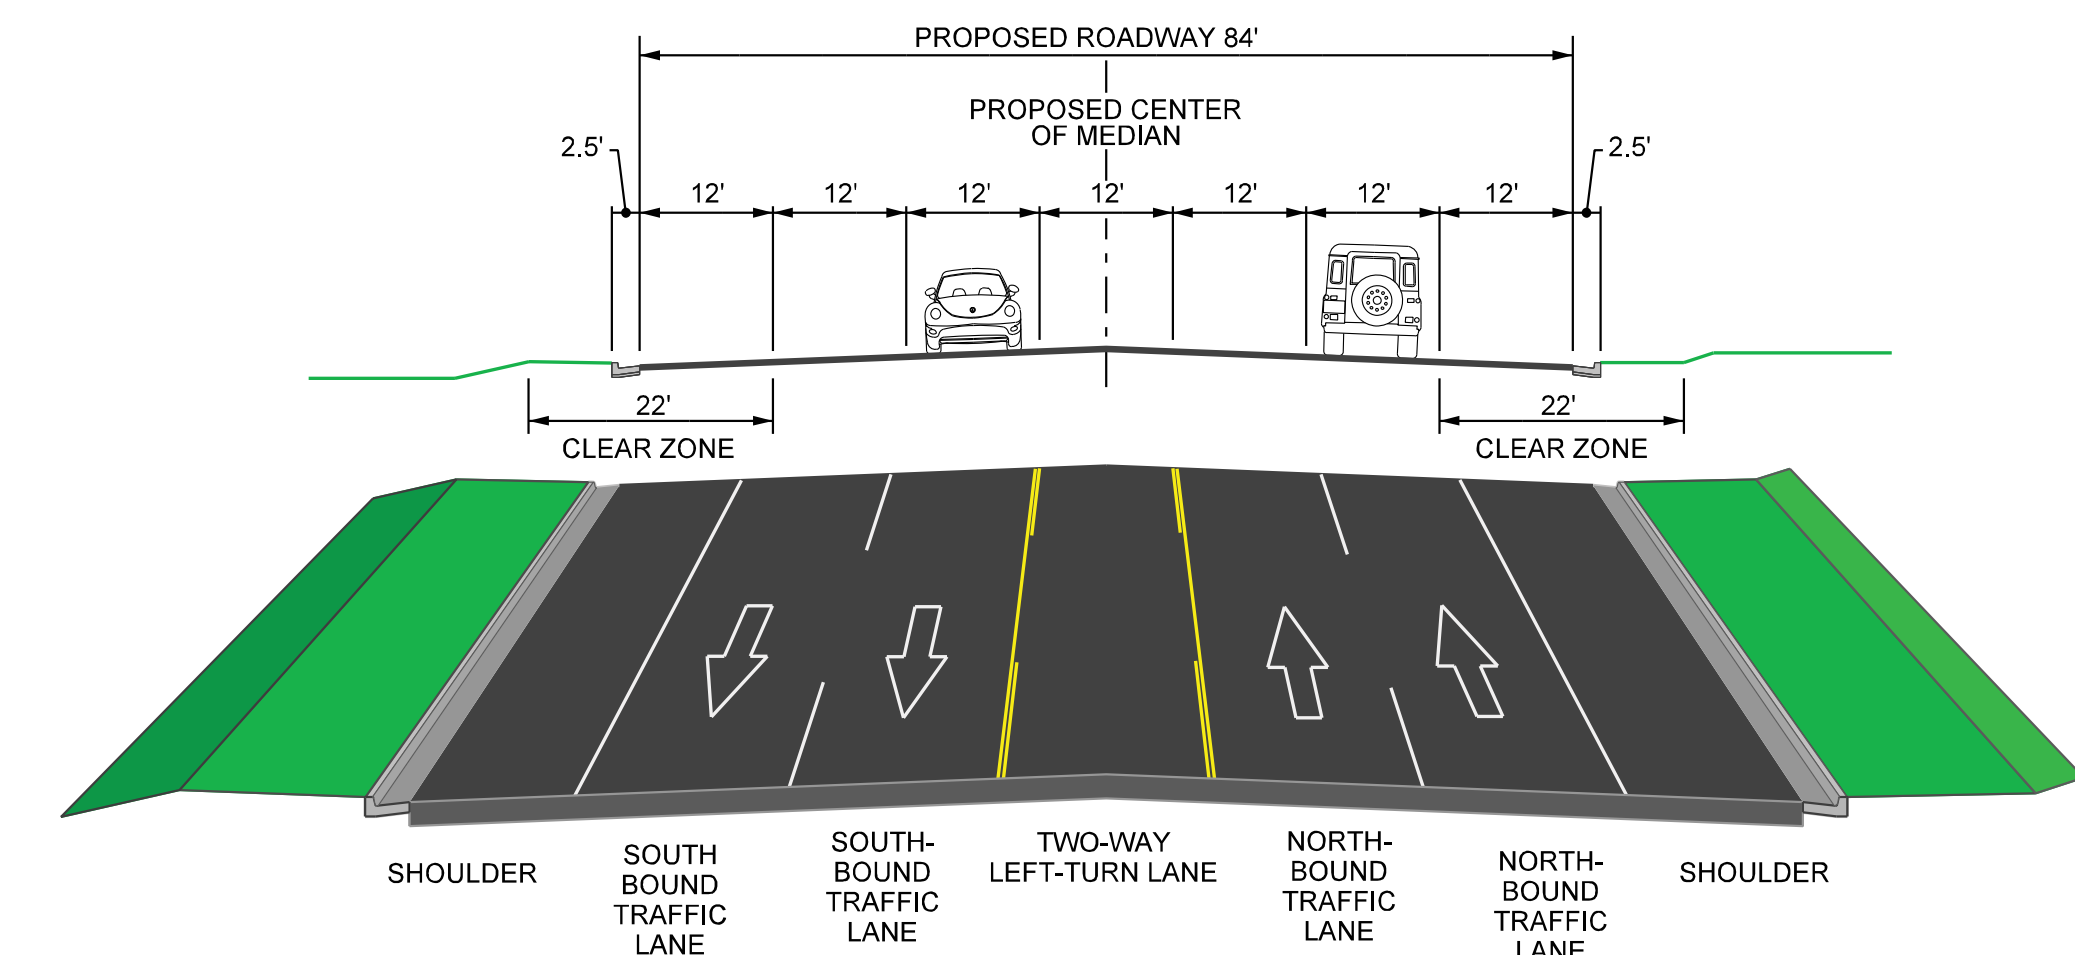 PROPOSED ROADWAY 84'
PROPOSED CENTER
OF MEDIAN
2.5'
2.5'
12'
12'
12'
12'
12'
12'
12'
22'
22'
CLEAR ZONE
CLEAR ZONE
SHOULDER
SOUTH
BOUND
TRAFFIC
LANE
SOUTH-
BOUND
TRAFFIC
LANE
TWO-WAY
LEFT-TURN LANE
NORTH-
BOUND
TRAFFIC
LANE
NORTH-
BOUND
TRAFFIC
LANE
SHOULDER